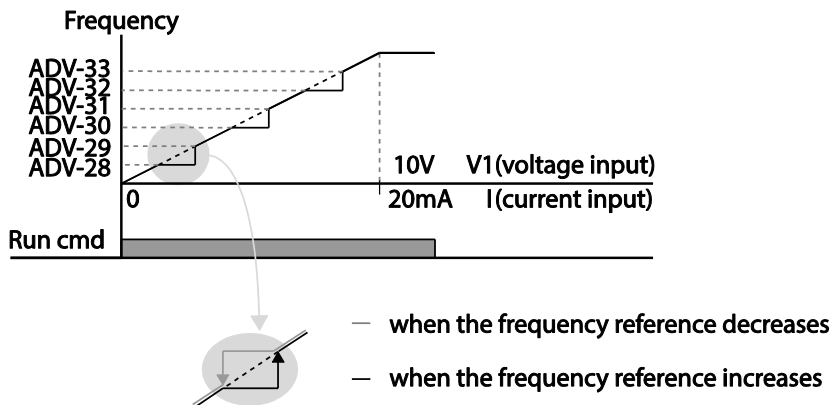 Frequency
ADV-33
ADV-32
ADV-31
ADV-30
ADV-29
ADV-28
10V V1(voltage input)
0 20mA I(current input)
Run cmd
when the frequency reference decreases
when the frequency reference increases